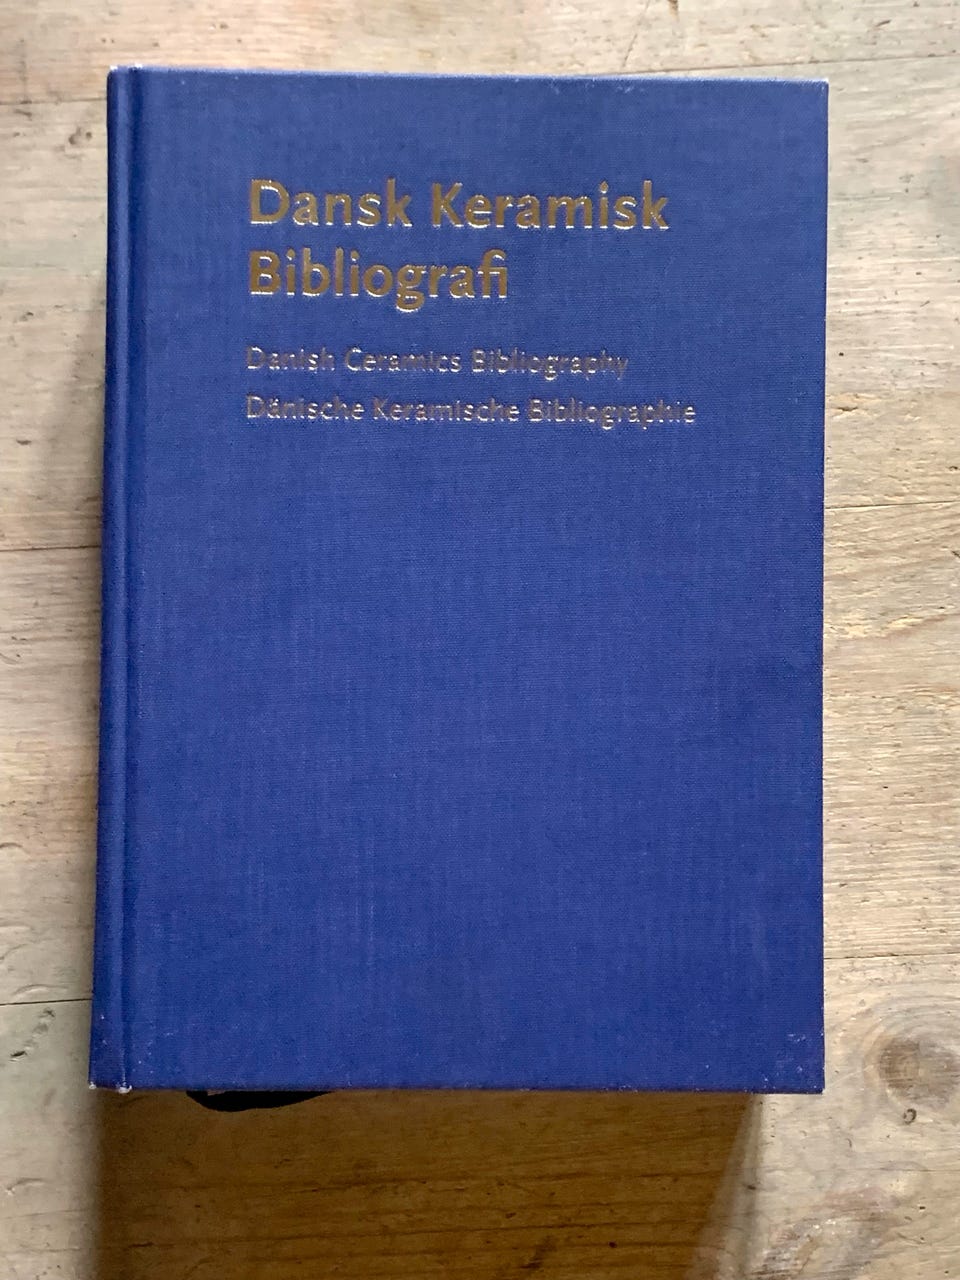 Dansk Keramisk
Bibliografi
Danish Ceramics Bibliography
Dänische Keramische Bibliographie